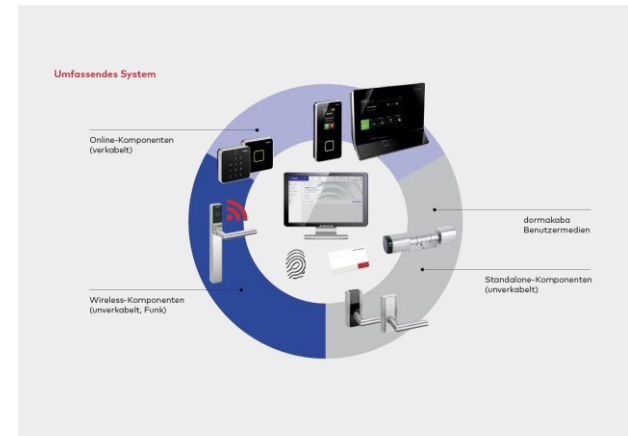 Umfassendes System
Online-Komponenten
(verkabelt)
dormakaba
Benutzermedien
Standalone-Komponenten
(unverkabelt)
Wireless-Komponenten
(unverkabelt, Funk)